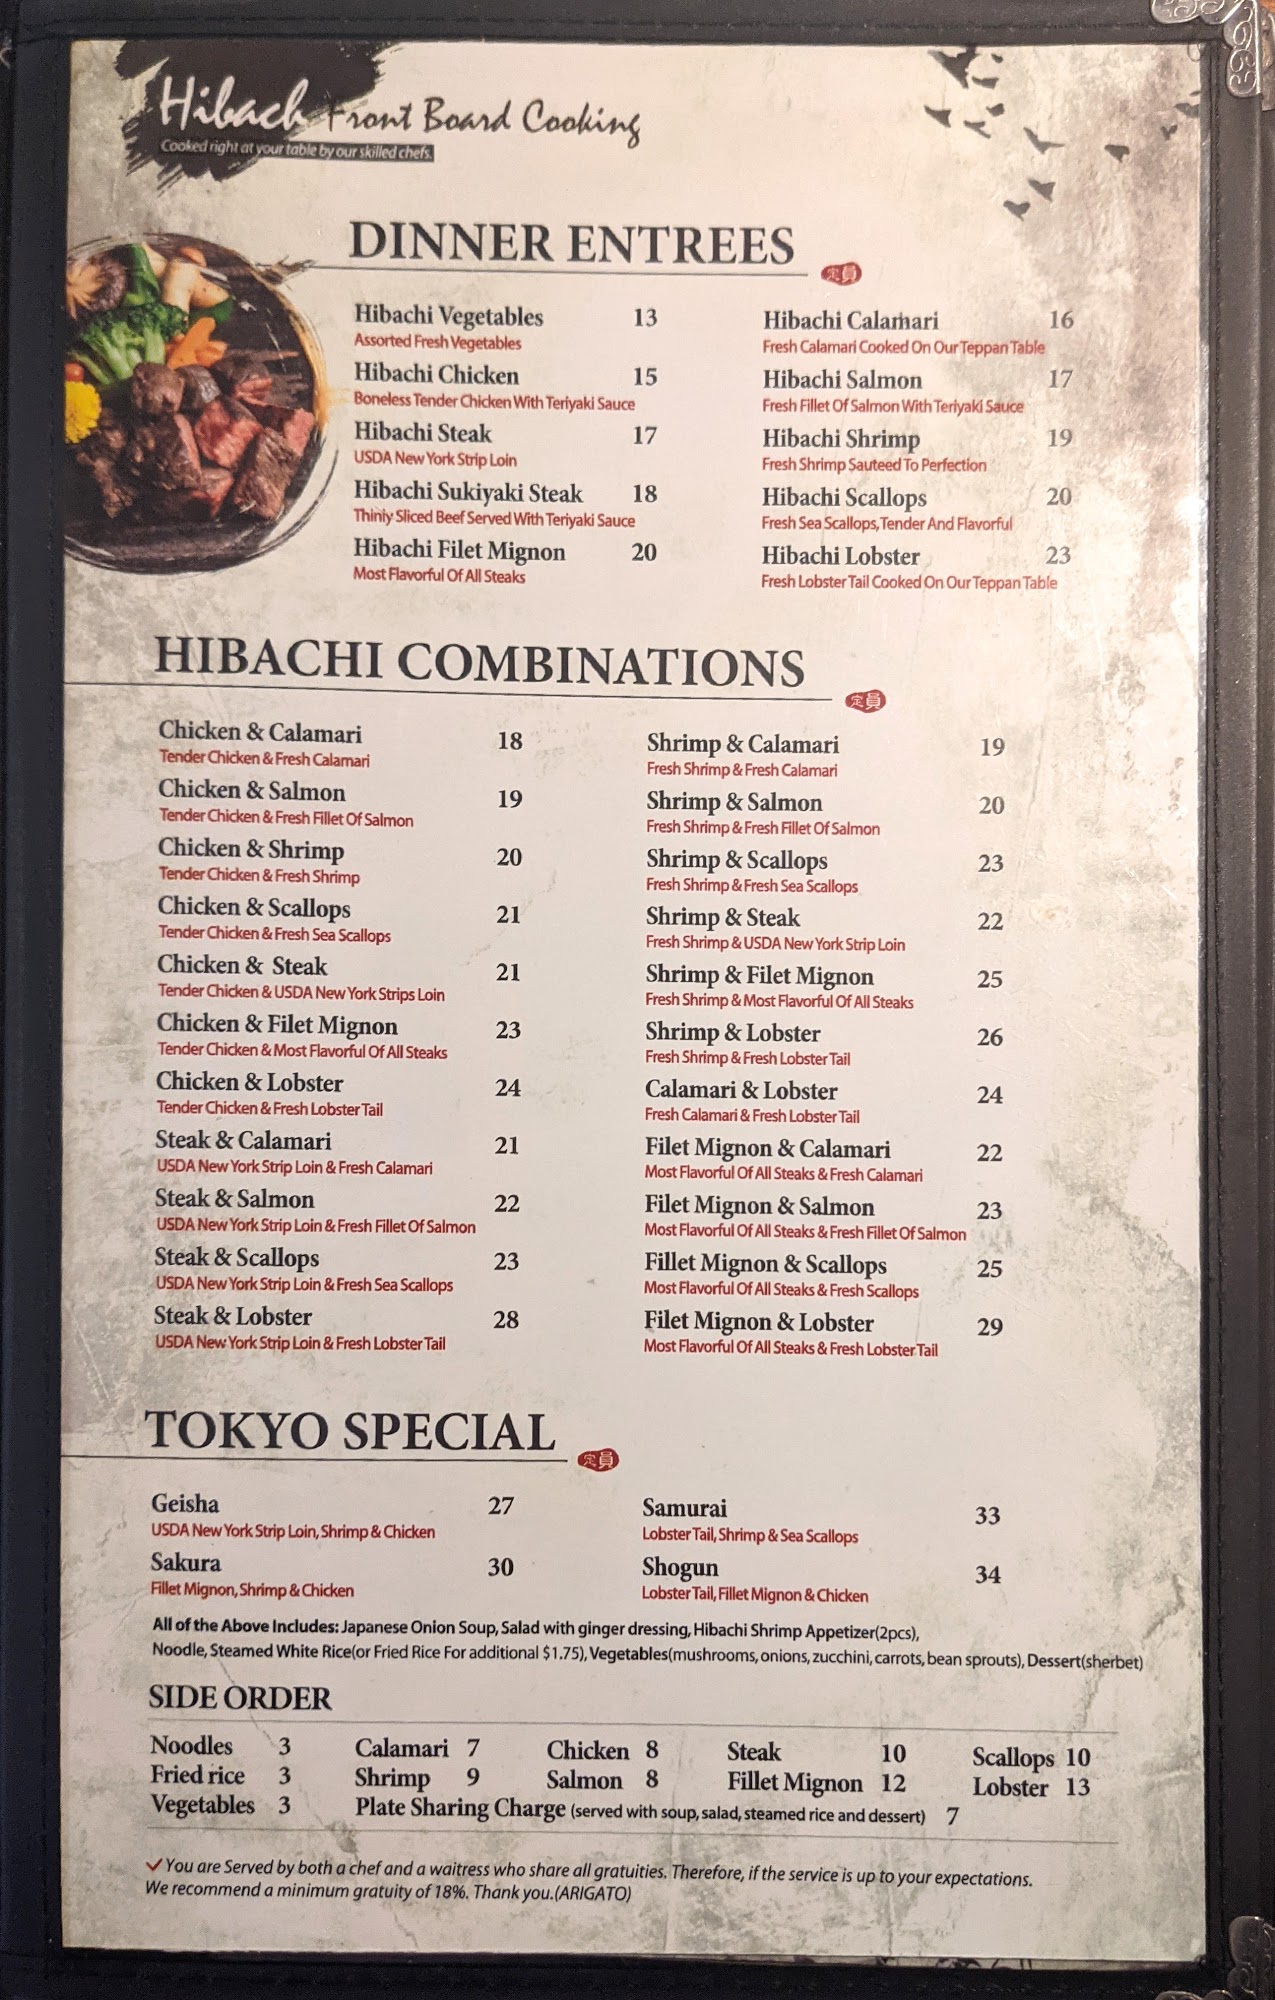 Hibach Front Board Cooking
Cooked right at your table by our skilled chefs.
DINNER ENTREES
定員
Hibachi Vegetables 13
Assorted Fresh Vegetables
Hibachi Chicken 15
Boneless Tender Chicken With Teriyaki Sauce
Hibachi Steak 17
USDA New York Strip Loin
Hibachi Sukiyaki Steak 18
Thinly Sliced Beef Served With Teriyaki Sauce
Hibachi Filet Mignon 20
Most Flavorful Of All Steaks
Hibachi Calamari 16
Fresh Calamari Cooked On Our Teppan Table
Hibachi Salmon 17
Fresh Fillet Of Salmon With Teriyaki Sauce
Hibachi Shrimp 19
Fresh Shrimp Sauteed To Perfection
Hibachi Scallops 20
Fresh Sea Scallops, Tender And Flavorful
Hibachi Lobster 23
Fresh Lobster Tail Cooked On Our Teppan Table
HIBACHI COMBINATIONS
定員
Chicken & Calamari 18
Tender Chicken & Fresh Calamari
Chicken & Salmon 19
Tender Chicken & Fresh Fillet Of Salmon
Chicken & Shrimp 20
Tender Chicken & Fresh Shrimp
Chicken & Scallops 21
Tender Chicken & Fresh Sea Scallops
Chicken & Steak 21
Tender Chicken & USDA New York Strips Loin
Chicken & Filet Mignon 23
Tender Chicken & Most Flavorful Of All Steaks
Chicken & Lobster 24
Tender Chicken & Fresh Lobster Tail
Steak & Calamari 21
USDA New York Strip Loin & Fresh Calamari
Steak & Salmon 22
USDA New York Strip Loin & Fresh Fillet Of Salmon
Steak & Scallops 23
USDA New York Strip Loin & Fresh Sea Scallops
Steak & Lobster 28
USDA New York Strip Loin & Fresh Lobster Tail
Shrimp & Calamari 19
Fresh Shrimp & Fresh Calamari
Shrimp & Salmon 20
Fresh Shrimp & Fresh Fillet Of Salmon
Shrimp & Scallops 23
Fresh Shrimp & Fresh Sea Scallops
Shrimp & Steak 22
Fresh Shrimp & USDA New York Strip Loin
Shrimp & Filet Mignon 25
Fresh Shrimp & Most Flavorful Of All Steaks
Shrimp & Lobster 26
Fresh Shrimp & Fresh Lobster Tail
Calamari & Lobster 24
Fresh Calamari & Fresh Lobster Tail
Filet Mignon & Calamari 22
Most Flavorful Of All Steaks & Fresh Calamari
Filet Mignon & Salmon 23
Most Flavorful Of All Steaks & Fresh Fillet Of Salmon
Fillet Mignon & Scallops 25
Most Flavorful Of All Steaks & Fresh Scallops
Filet Mignon & Lobster 29
Most Flavorful Of All Steaks & Fresh Lobster Tail
TOKYO SPECIAL
定員
Geisha 27
USDA New York Strip Loin, Shrimp & Chicken
Sakura 30
Fillet Mignon, Shrimp & Chicken
Samurai 33
Lobster Tail, Shrimp & Sea Scallops
Shogun 34
Lobster Tail, Fillet Mignon & Chicken
All of the Above Includes: Japanese Onion Soup, Salad with ginger dressing, Hibachi Shrimp Appetizer(2pcs),
Noodle, Steamed White Rice(or Fried Rice For additional $1.75), Vegetables(mushrooms, onions, zucchini, carrots, bean sprouts), Dessert(sherbet)
SIDE ORDER
Noodles 3 Calamari 7 Chicken 8 Steak 10 Scallops 10
Fried rice 3 Shrimp 9 Salmon 8 Fillet Mignon 12 Lobster 13
Vegetables 3 Plate Sharing Charge (served with soup, salad, steamed rice and dessert) 7
You are Served by both a chef and a waitress who share all gratuities. Therefore, if the service is up to your expectations.
We recommend a minimum gratuity of 18%. Thank you.(ARIGATO)